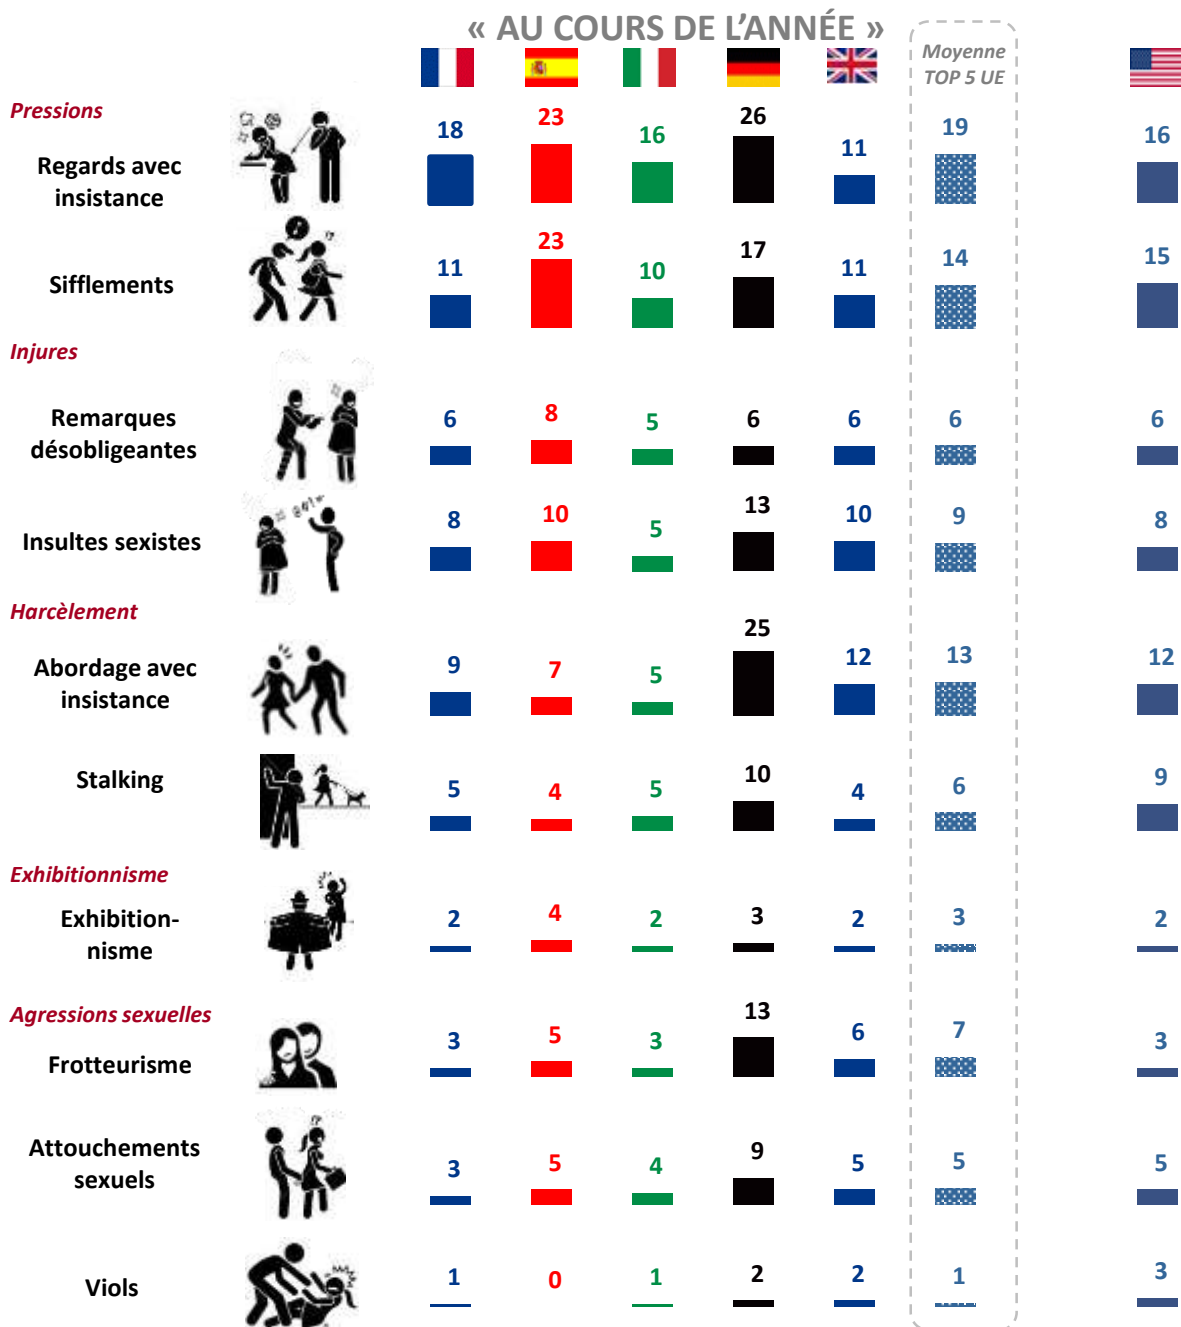 « AU COURS DE L'ANNÉE »
Moyenne
TOP 5 UE
Pressions
Regards avec
insistance
18 23 16 26 11 19 16
Sifflements
11 23 10 17 11 14 15
Injures
Remarques
désobligeantes
6 8 5 6 6 6 6
Insultes sexistes
8 10 5 13 10 9 8
Harcèlement
Abordage avec
insistance
9 7 5 25 12 13 12
Stalking
5 4 5 10 4 6 9
Exhibitionnisme
Exhibition-
nisme
2 4 2 3 2 3 2
Agressions sexuelles
Frotteurisme
3 5 3 13 6 7 3
Attouchements
sexuels
3 5 4 9 5 5 5
Viols
1 0 1 2 2 1 3